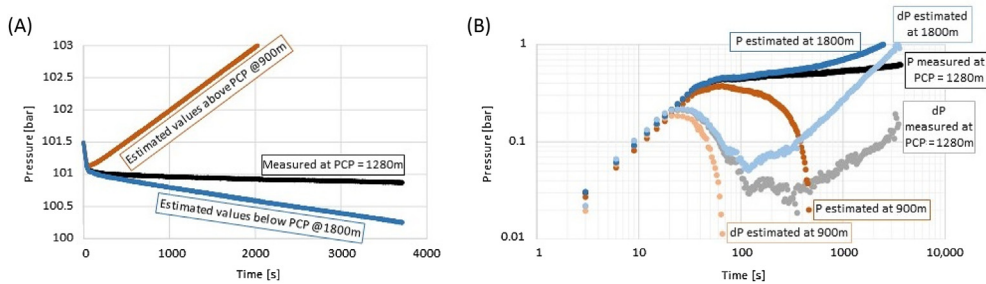 (A)
103
102.5
102
101.5
101
100.5
100
Pressure [bar]
Estimated values above PCP @900m
Measured at PCP = 1280m
Estimated values below PCP @1800m
0
1000
2000
3000
4000
Time [s]
(B)
1
0.1
0.01
Pressure [bar]
P estimated at 1800m
dP estimated
at 1800m
P measured at
PCP = 1280m
dP
measured at
PCP = 1280m
P estimated at 900m
dP estimated at 900m
1
10
100
1000
10,000
Time [s]